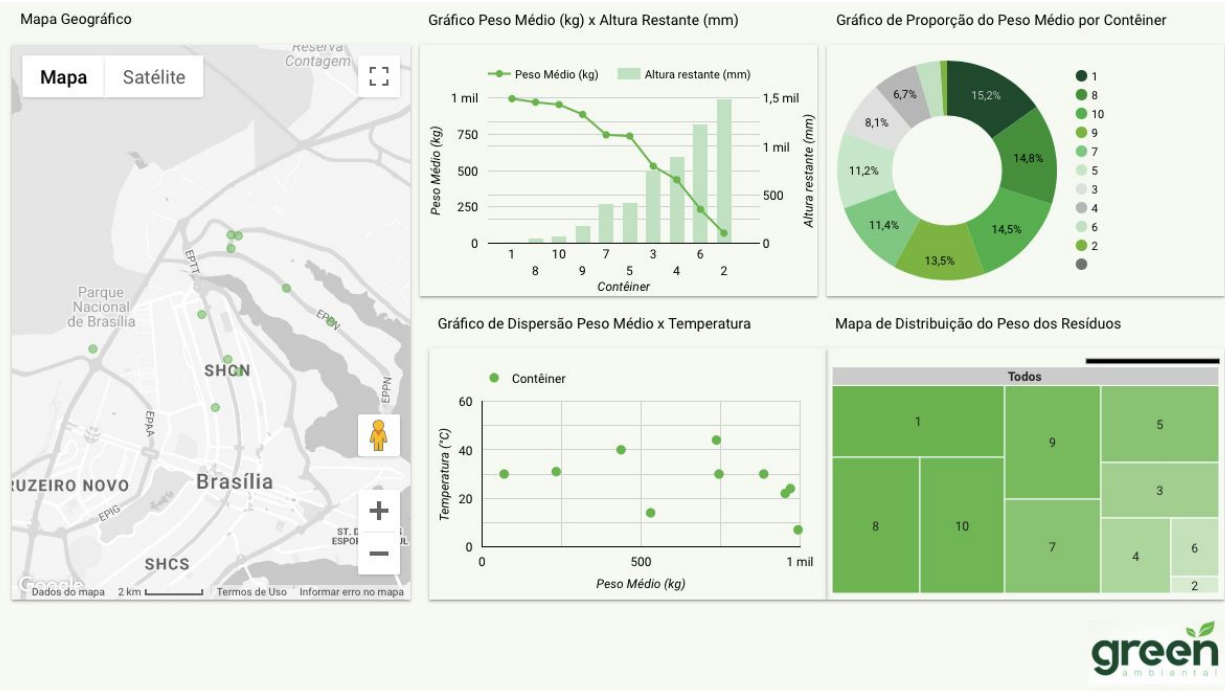 Mapa Geográfico
Mapa
Satélite
Reserva
Contagem
Parque
Nacional
de Brasília
EPTT
EPPN
SHCN
EPPN
EPAA
UZEIRO NOVO
Brasília
EPIG
SHCS
Google
Dados do mapa
2 km
Termos de Uso
Informar erro no mapa
Gráfico Peso Médio (kg) x Altura Restante (mm)
Peso Médio (kg)
Altura restante (mm)
1 mil
750
500
250
0
Peso Médio (kg)
1,5 mil
1 mil
500
0
Altura restante (mm)
1 10 7 3 6
8 9 5 4 2
Contêiner
Gráfico de Proporção do Peso Médio por Contêiner
15,2%
14,8%
14,5%
13,5%
11,4%
11,2%
8,1%
6,7%
1
8
10
9
7
5
3
4
6
2
Gráfico de Dispersão Peso Médio x Temperatura
Contêiner
60
40
20
0
Temperatura (°C)
0 500 1 mil
Peso Médio (kg)
Mapa de Distribuição do Peso dos Resíduos
Todos
1
9
5
3
8
10
7
4
6
2
green
ambiental